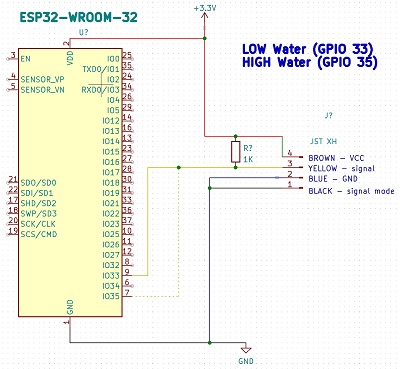 +3.3V
ESP32-WROOM-32
U?
2
VDD
LOW Water (GPIO 33)
HIGH Water (GPIO 35)
3 EN
4 SENSOR_VP
5 SENSOR_VN
21 SDO/SD0
22 SDI/SD1
17 SHD/SD2
18 SWP/SD3
20 SCK/CLK
19 SCS/CMD
IO0 25
TXD0/IO1 35
IO2 24
RXD0/IO3 34
IO4 26
IO5 29
IO12 14
IO13 16
IO14 13
IO15 23
IO16 27
IO17 28
IO18 30
IO19 31
IO21 33
IO22 36
IO23 37
IO25 10
IO26 11
IO27 12
IO32 8
IO33 9
IO34 6
IO35 7
GND
1
R?
1K
J?
JST XH
4 BROWN - VCC
3 YELLOW - signal
2 BLUE - GND
1 BLACK - signal mode
GND